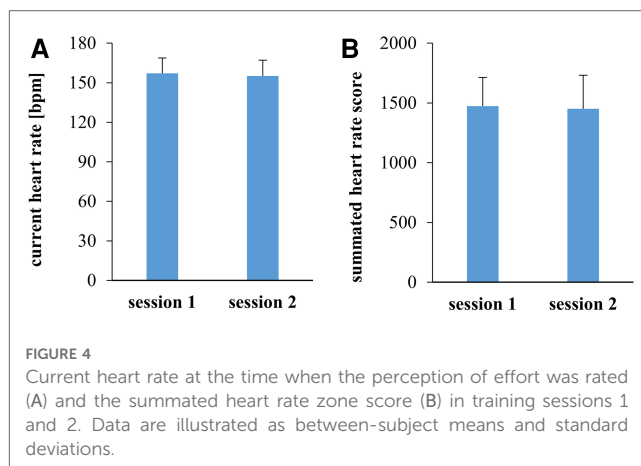 A
180
150
120
90
60
30
0
current heart rate [bpm]
session 1 session 2
B
2000
1500
1000
500
0
summated heart rate score
session 1 session 2
FIGURE 4
Current heart rate at the time when the perception of effort was rated
(A) and the summated heart rate zone score (B) in training sessions 1
and 2. Data are illustrated as between-subject means and standard
deviations.